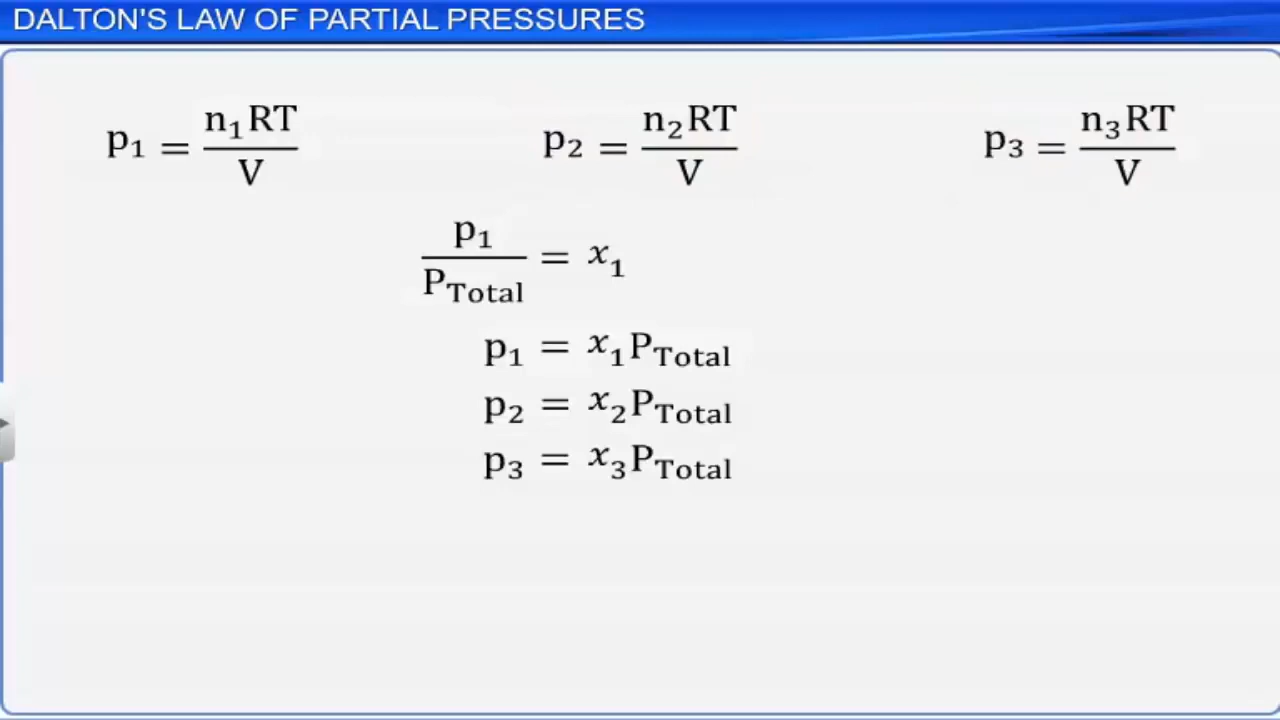 DALTON'S LAW OF PARTIAL PRESSURES
p₁ = n₁RT/V p₂ = n₂RT/V p₃ = n₃RT/V
p₁/P_Total = x₁
p₁ = x₁P_Total
p₂ = x₂P_Total
p₃ = x₃P_Total